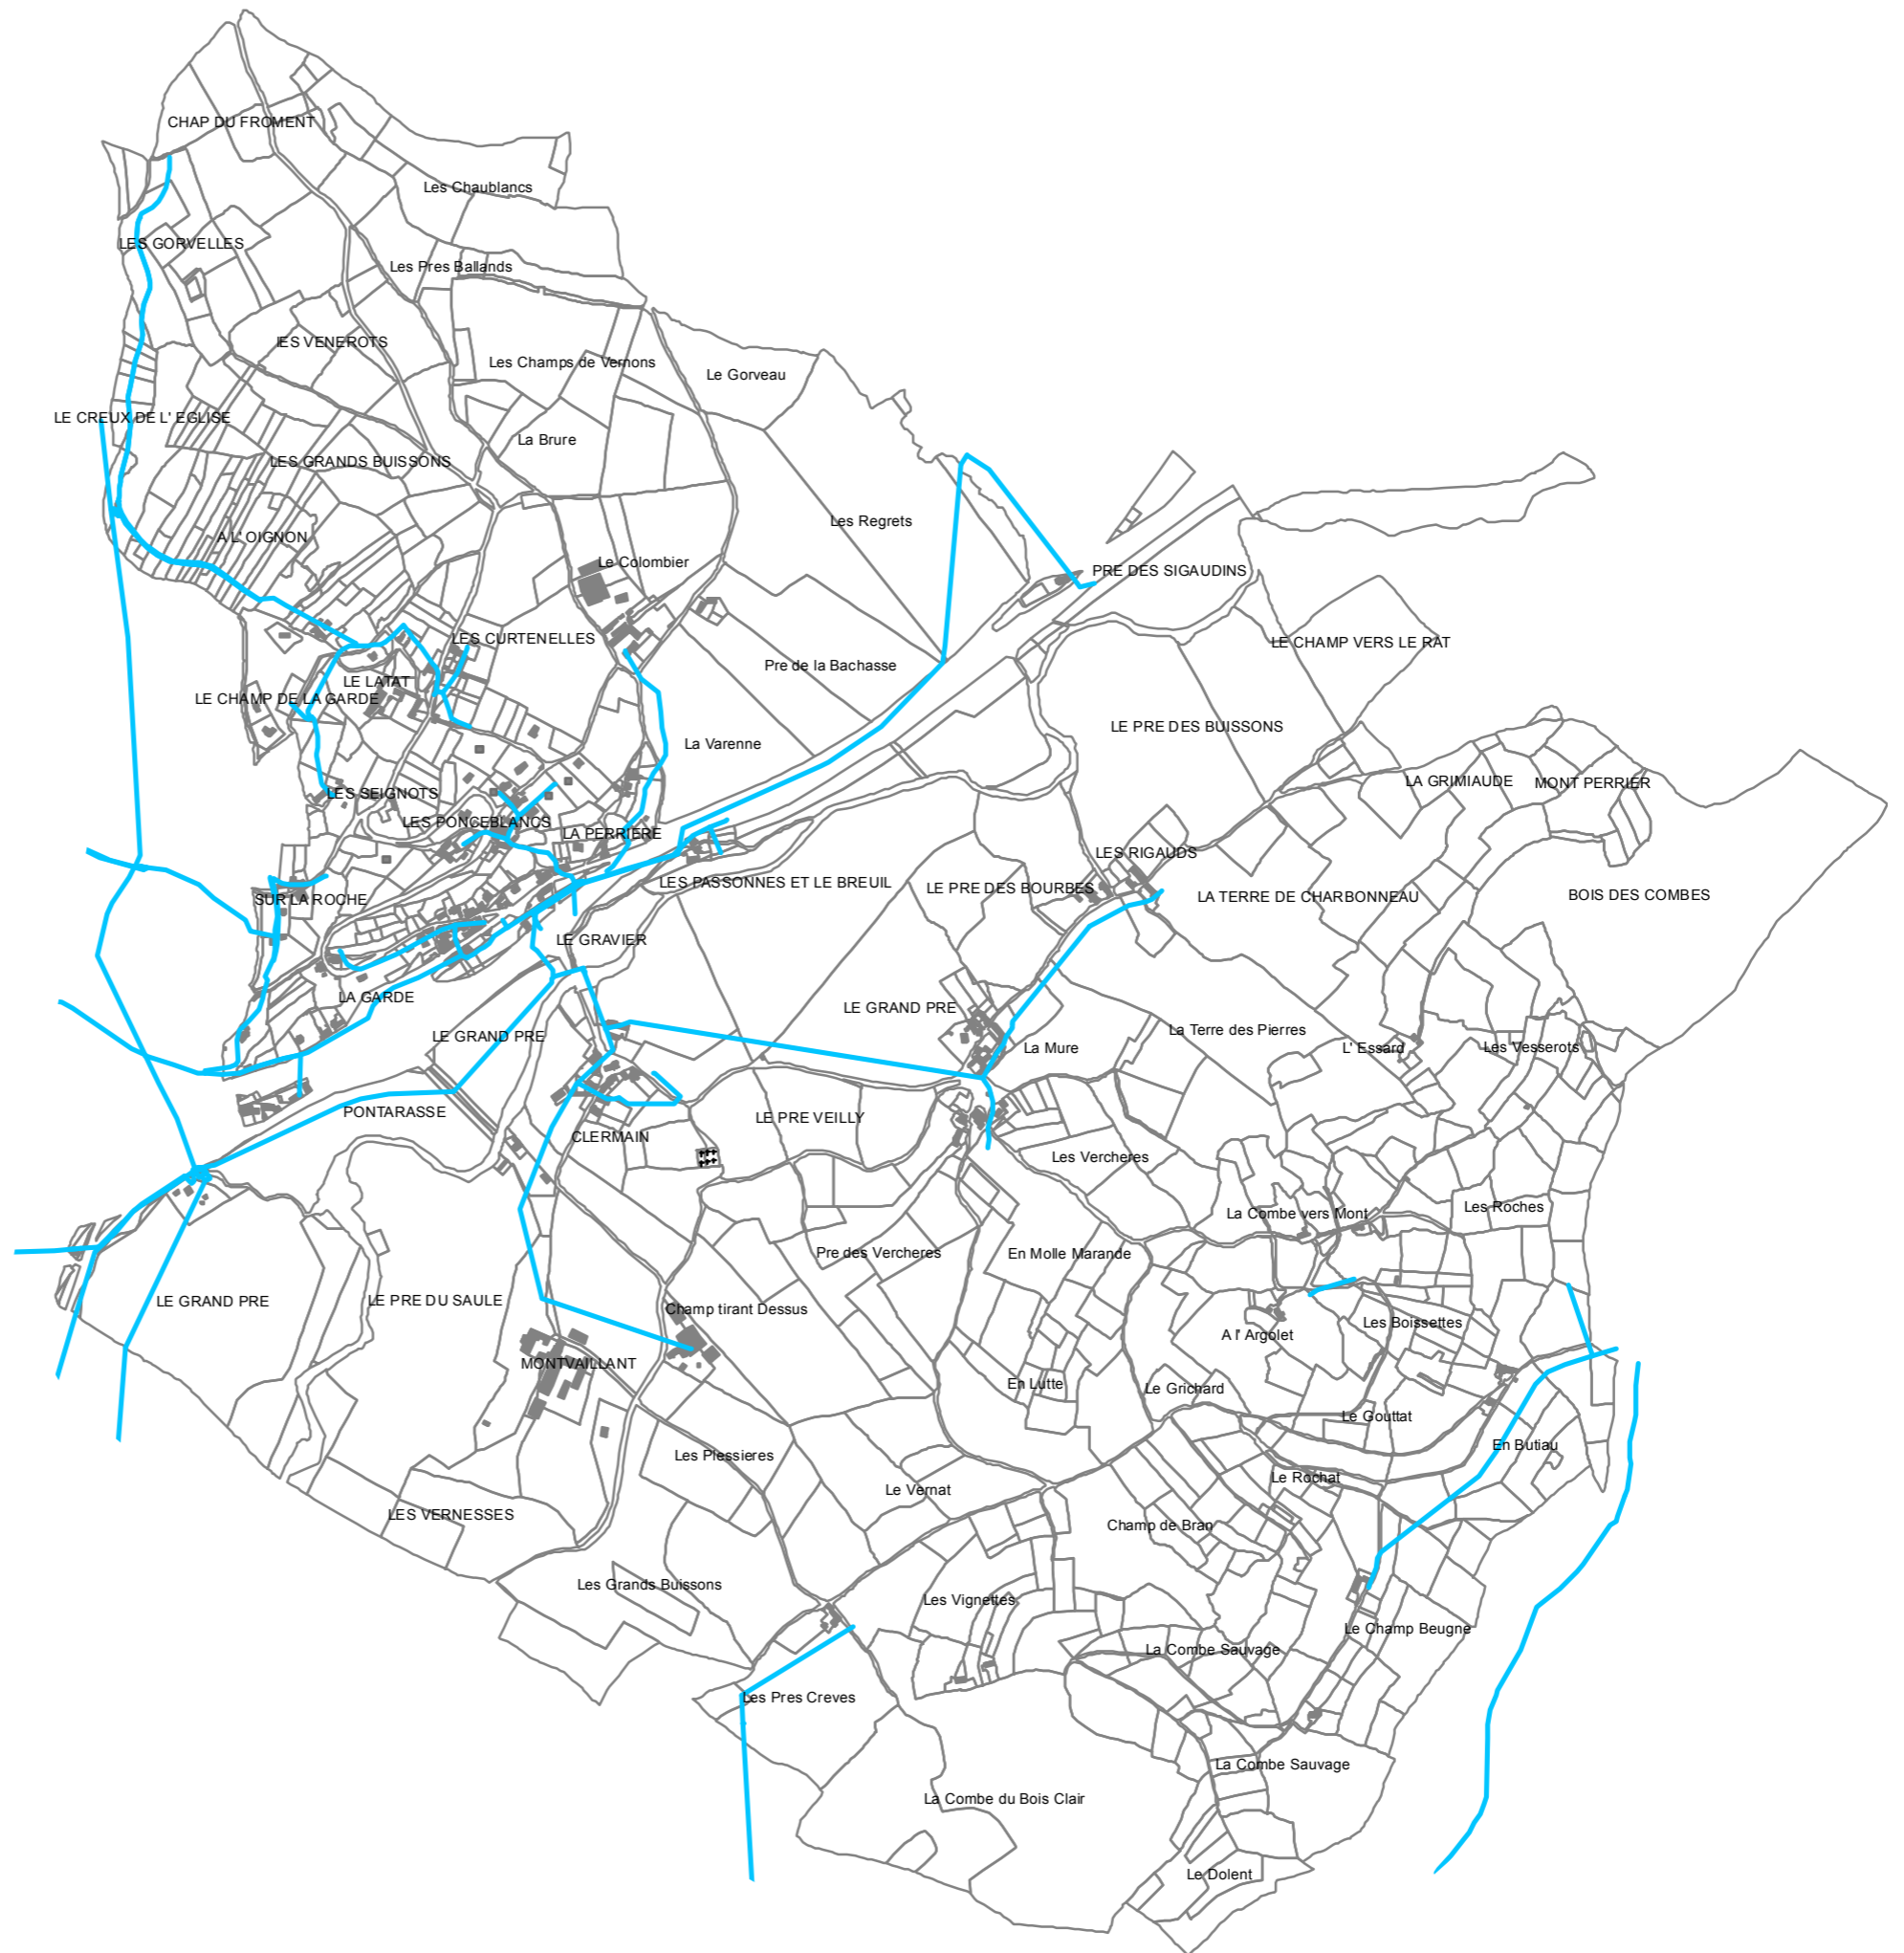 CHAP DU FROMENT
Les Chaublancs
LES GORVELLES
Les Pres Ballands
lES VENEROTS
Les Champs de Vernons
Le Gorveau
LE CREUX DE L' EGLISE
La Brure
LES GRANDS BUISSONS
Les Regrets
A L' OIGNON
Le Colombier
PRE DES SIGAUDINS
LES CURTENELLES
LE CHAMP VERS LE RAT
Pre de la Bachasse
LE LATAT
LE CHAMP DE LA GARDE
LE PRE DES BUISSONS
La Varenne
LA GRIMIAUDE
MONT PERRIER
LES SEIGNOTS
LES PONCEBLANCS
LA PERRIERE
LES RIGAUDS
LES PASSONNES ET LE BREUIL
LE PRE DES BOURBES
LA TERRE DE CHARBONNEAU
BOIS DES COMBES
SUR LA ROCHE
LE GRAVIER
LA GARDE
LE GRAND PRE
LE GRAND PRE
La Terre des Pierres
La Mure
L' Essard
Les Vesserots
PONTARASSE
LE PRE VEILLY
CLERMAIN
Les Vercheres
La Combe vers Mont
Les Roches
Pre des Vercheres
En Molle Marande
LE GRAND PRE
LE PRE DU SAULE
Champ tirant Dessus
Les Boissettes
A l' Argolet
MONTVAILLANT
En Lutte
Le Grichard
Le Gouttat
En Butiau
Les Plessieres
Le Rochat
Le Vernat
LES VERNESSES
Champ de Bran
Les Grands Buissons
Les Vignettes
Le Champ Beugne
La Combe Sauvage
Les Pres Creves
La Combe Sauvage
La Combe du Bois Clair
Le Dolent